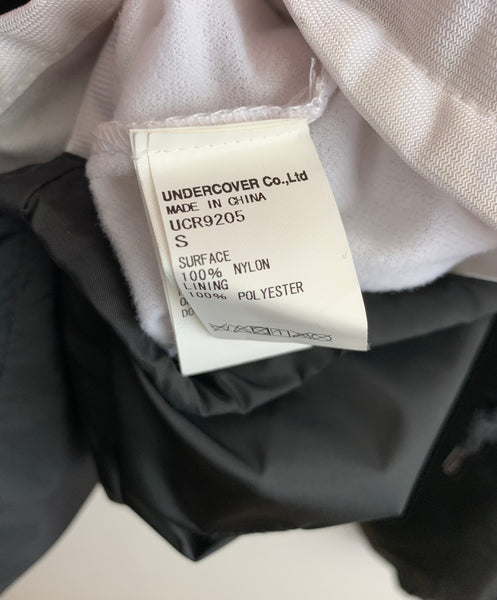 UNDERCOVER Co.,Ltd
MADE IN CHINA
UCR9205
S
SURFACE
100% NYLON
LINING
100% POLYESTER